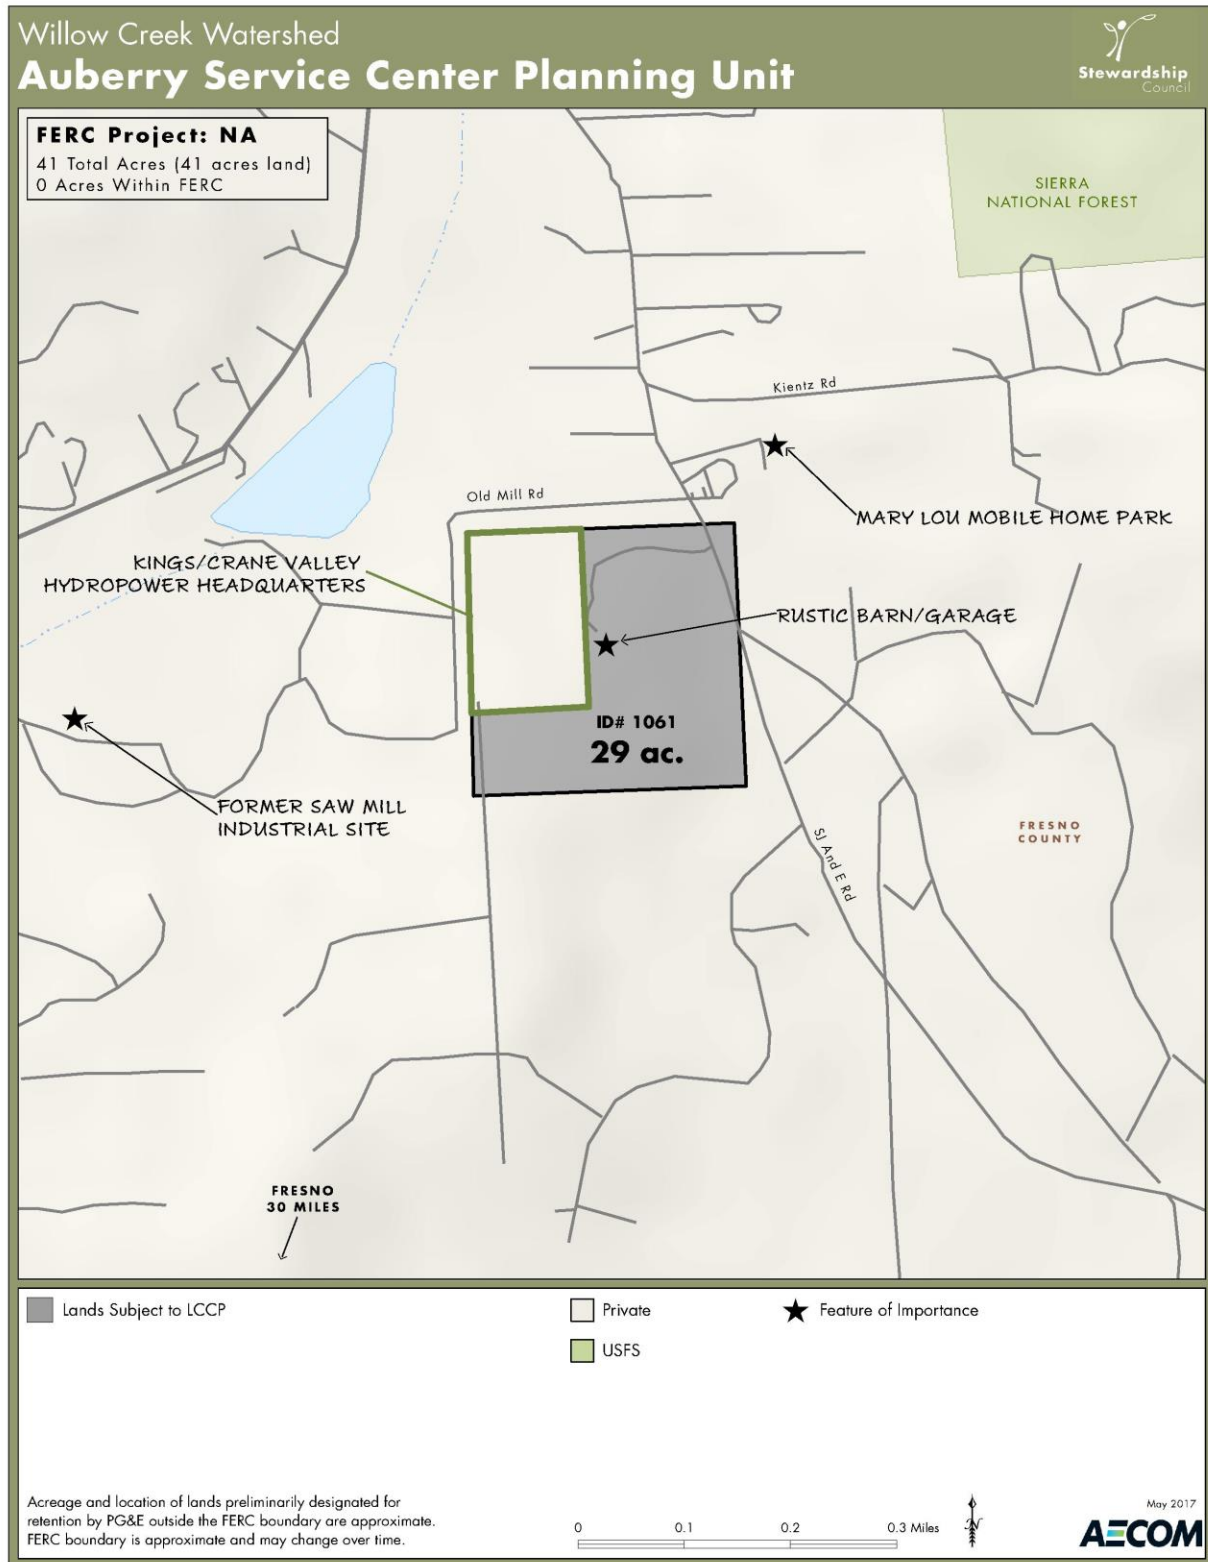 Willow Creek Watershed
Auberry Service Center Planning Unit
Stewardship
Council
FERC Project: NA
41 Total Acres (41 acres land)
0 Acres Within FERC
SIERRA
NATIONAL FOREST
Kientz Rd
Old Mill Rd
MARY LOU MOBILE HOME PARK
KINGS/CRANE VALLEY
HYDROPOWER HEADQUARTERS
RUSTIC BARN/GARAGE
ID# 1061
29 ac.
FORMER SAW MILL
INDUSTRIAL SITE
SJ And E Rd
FRESNO
COUNTY
FRESNO
30 MILES
Lands Subject to LCCP
Private
Feature of Importance
USFS
Acreage and location of lands preliminarily designated for
retention by PG&E outside the FERC boundary are approximate.
FERC boundary is approximate and may change over time.
0 0.1 0.2 0.3 Miles
N
May 2017
AECOM